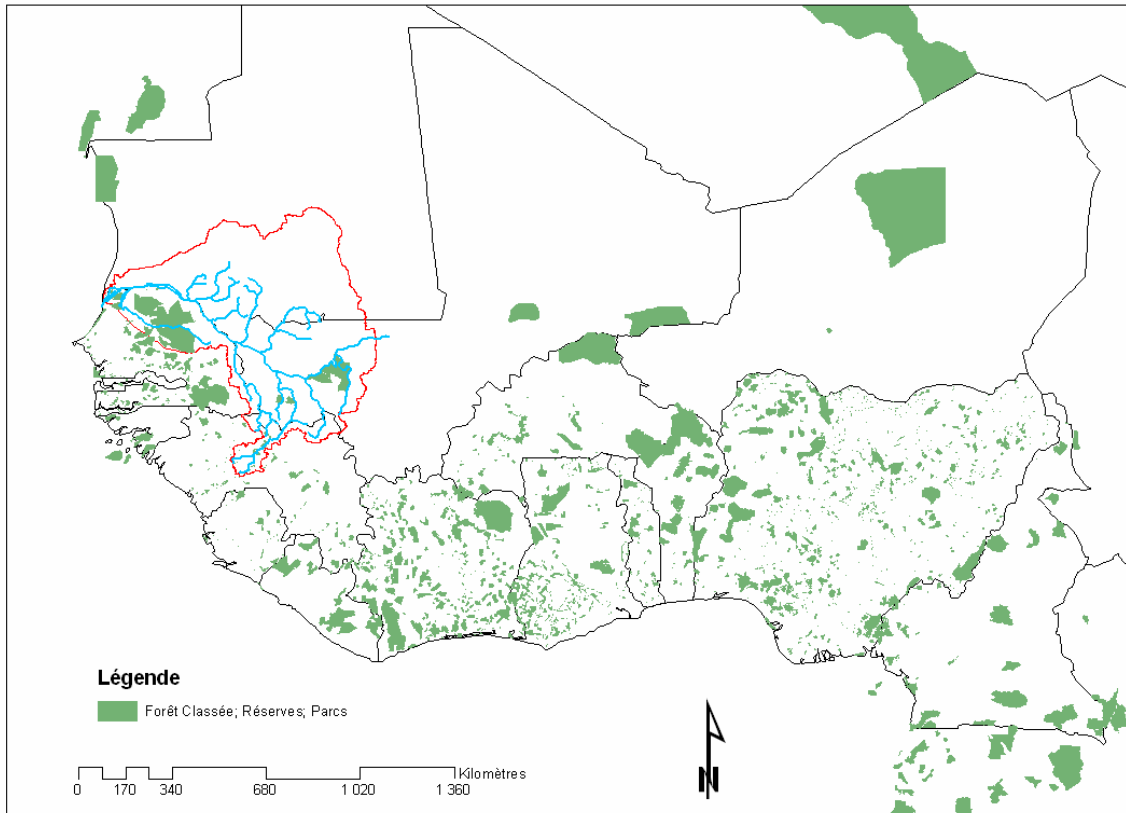 Légende
Forêt Classée; Réserves; Parcs
N
Kilomètres
0 170 340 680 1 020 1 360